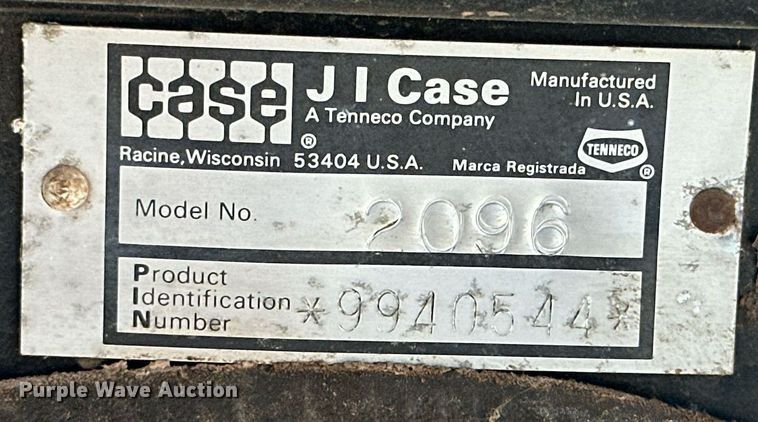 case
J I Case
A Tenneco Company
Manufactured
In U.S.A.
®
Racine, Wisconsin 53404 U.S.A.
Marca Registrada
TENNECO
®
Model No. 2096
Product
Identification
Number
*9940544*
Purple Wave Auction